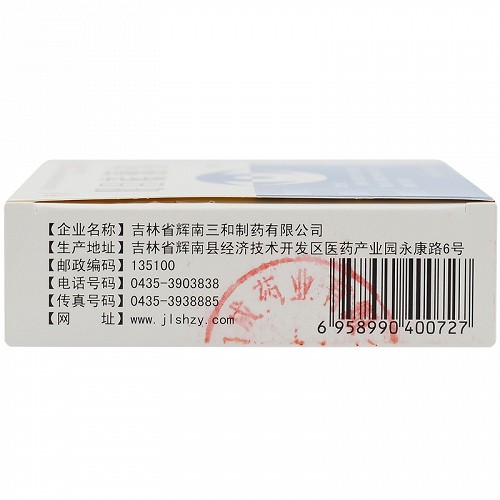 【企业名称】吉林省辉南三和制药有限公司
【生产地址】吉林省辉南县经济技术开发区医药产业园永康路6号
【邮政编码】135100
【电话号码】0435-3903838
【传真号码】0435-3938885
【网 址】www.jlshzy.com
6 958990 400727
成药业